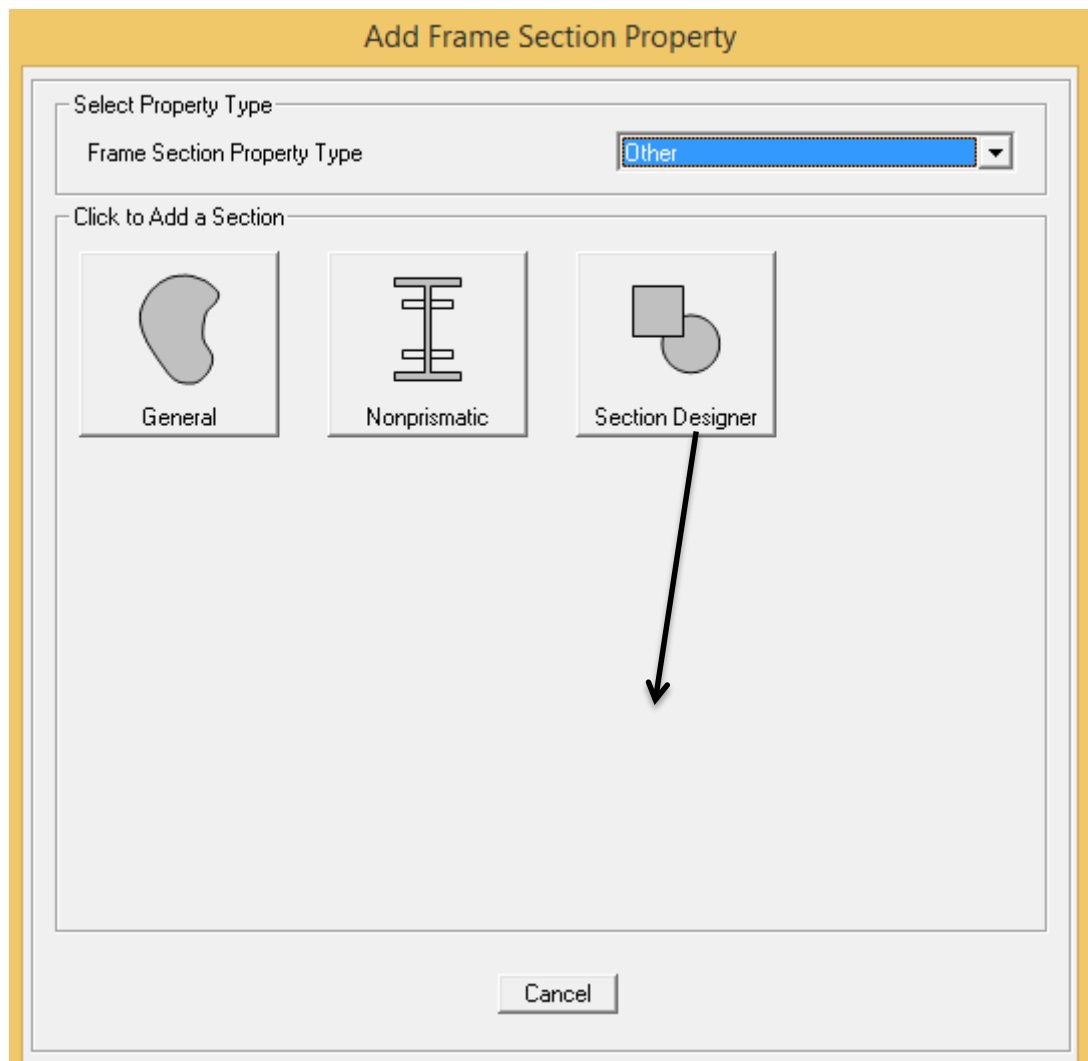 Add Frame Section Property
Select Property Type
Frame Section Property Type
Other
Click to Add a Section
General
Nonprismatic
Section Designer
Cancel